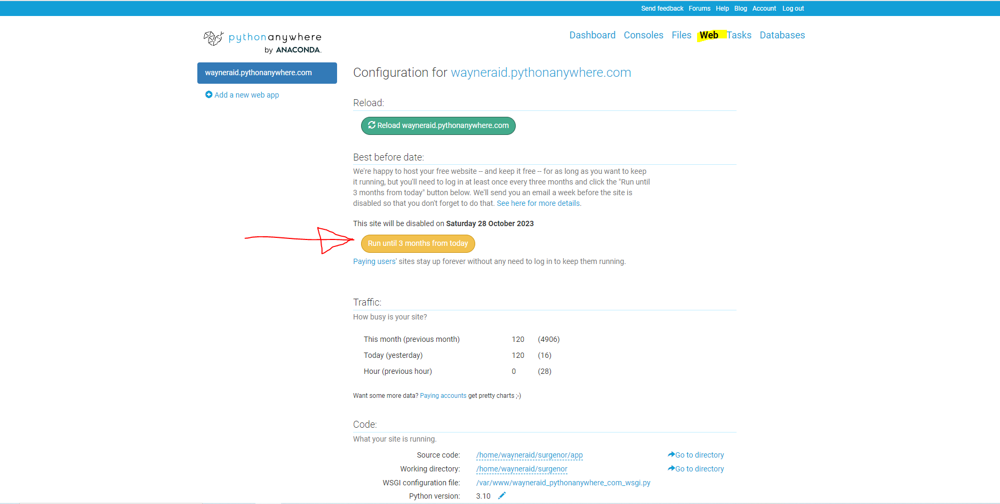 Send feedback Forums Help Blog Account Log out
pythonanywhere
by ANACONDA.
Dashboard Consoles Files Web Tasks Databases
wayneraid.pythonanywhere.com
Add a new web app
Configuration for wayneraid.pythonanywhere.com
Reload:
Reload wayneraid.pythonanywhere.com
Best before date:
We're happy to host your free website -- and keep it free -- for as long as you want to keep
it running, but you'll need to log in at least once every three months and click the "Run until
3 months from today" button below. We'll send you an email a week before the site is
disabled so that you don't forget to do that. See here for more details.
This site will be disabled on Saturday 28 October 2023
Run until 3 months from today
Paying users' sites stay up forever without any need to log in to keep them running.
Traffic:
How busy is your site?
This month (previous month) 120 (4906)
Today (yesterday) 120 (16)
Hour (previous hour) 0 (28)
Want some more data? Paying accounts get pretty charts ;-)
Code:
What your site is running.
Source code: /home/wayneraid/surgenor/app Go to directory
Working directory: /home/wayneraid/surgenor Go to directory
WSGI configuration file: /var/www/wayneraid_pythonanywhere_com_wsgi.py
Python version: 3.10